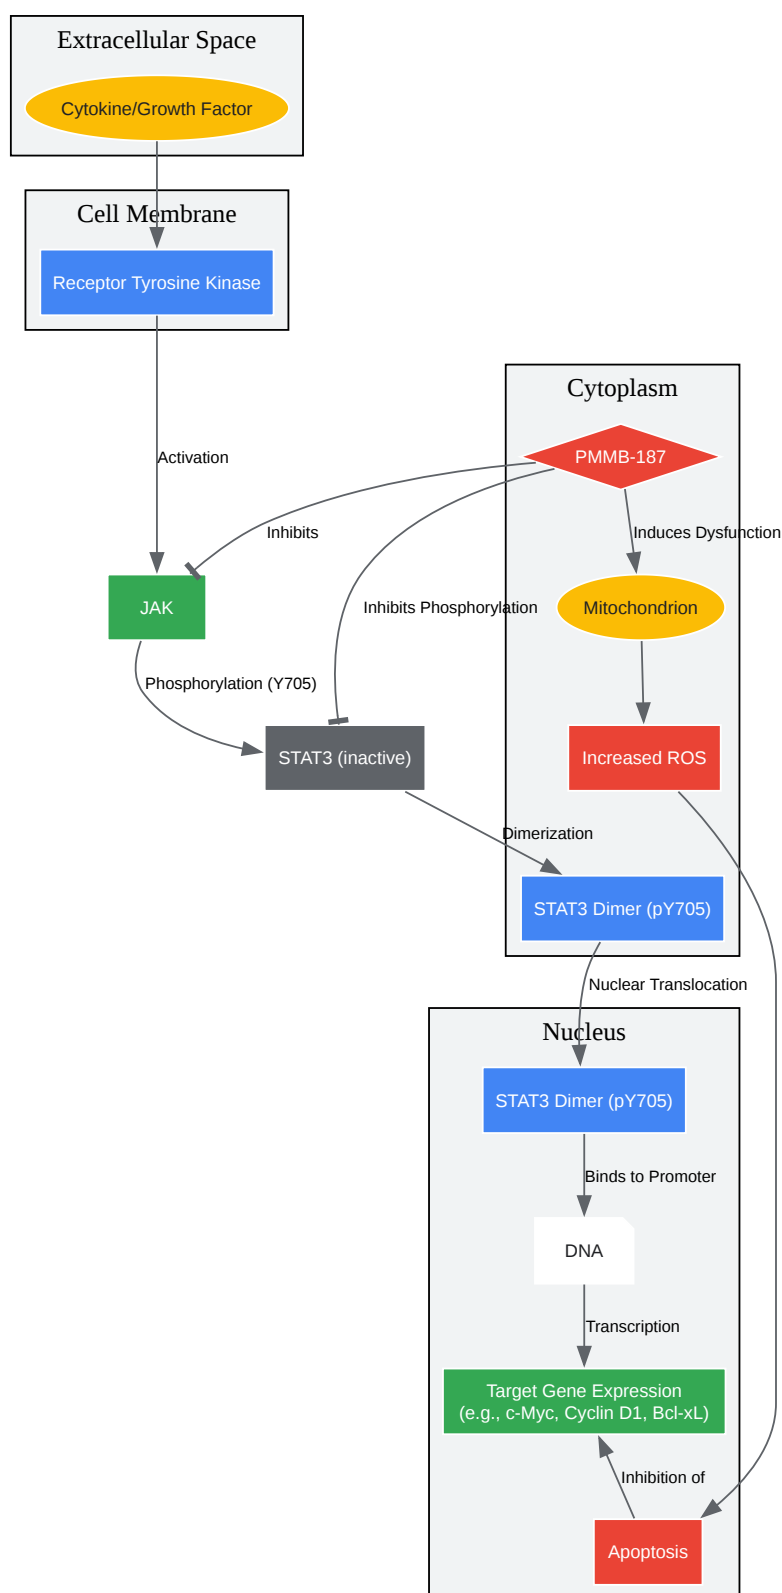 Extracellular Space
Cytokine/Growth Factor
Cell Membrane
Receptor Tyrosine Kinase
Cytoplasm
PMMB-187
Activation
Inhibits
Induces Dysfunction
JAK
Inhibits Phosphorylation
Mitochondrion
Phosphorylation (Y705)
STAT3 (inactive)
Increased ROS
Dimerization
STAT3 Dimer (pY705)
Nuclear Translocation
Nucleus
STAT3 Dimer (pY705)
Binds to Promoter
DNA
Transcription
Target Gene Expression
(e.g., c-Myc, Cyclin D1, Bcl-xL)
Inhibition of
Apoptosis